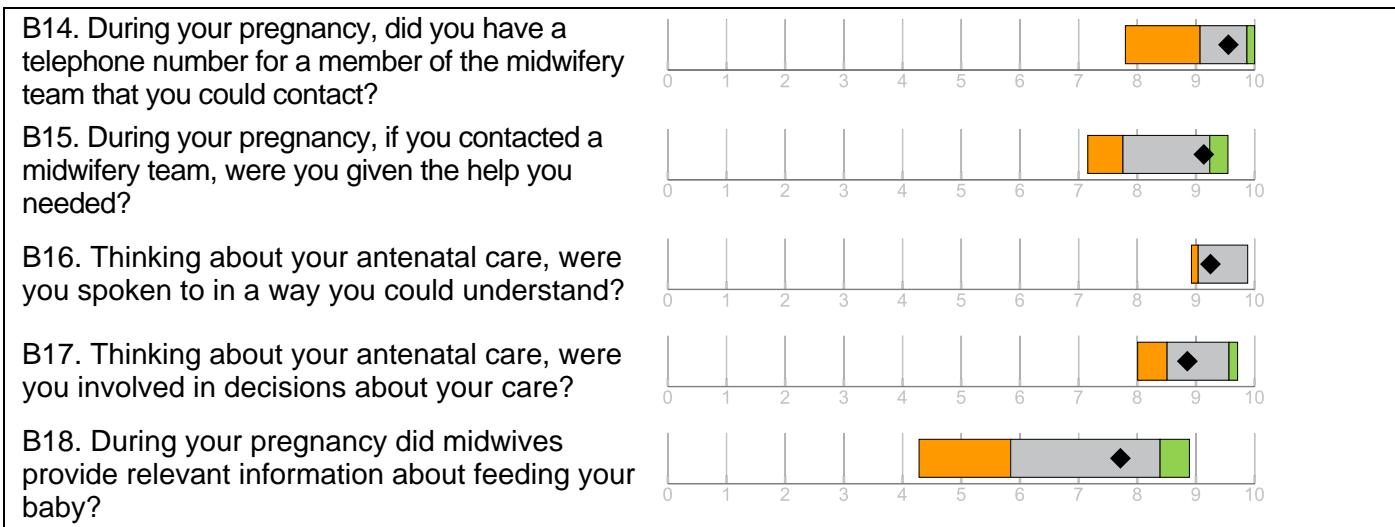 B14. During your pregnancy, did you have a
telephone number for a member of the midwifery
team that you could contact?
0 1 2 3 4 5 6 7 8 9 10
B15. During your pregnancy, if you contacted a
midwifery team, were you given the help you
needed?
0 1 2 3 4 5 6 7 8 9 10
B16. Thinking about your antenatal care, were
you spoken to in a way you could understand?
0 1 2 3 4 5 6 7 8 9 10
B17. Thinking about your antenatal care, were
you involved in decisions about your care?
0 1 2 3 4 5 6 7 8 9 10
B18. During your pregnancy did midwives
provide relevant information about feeding your
baby?
0 1 2 3 4 5 6 7 8 9 10